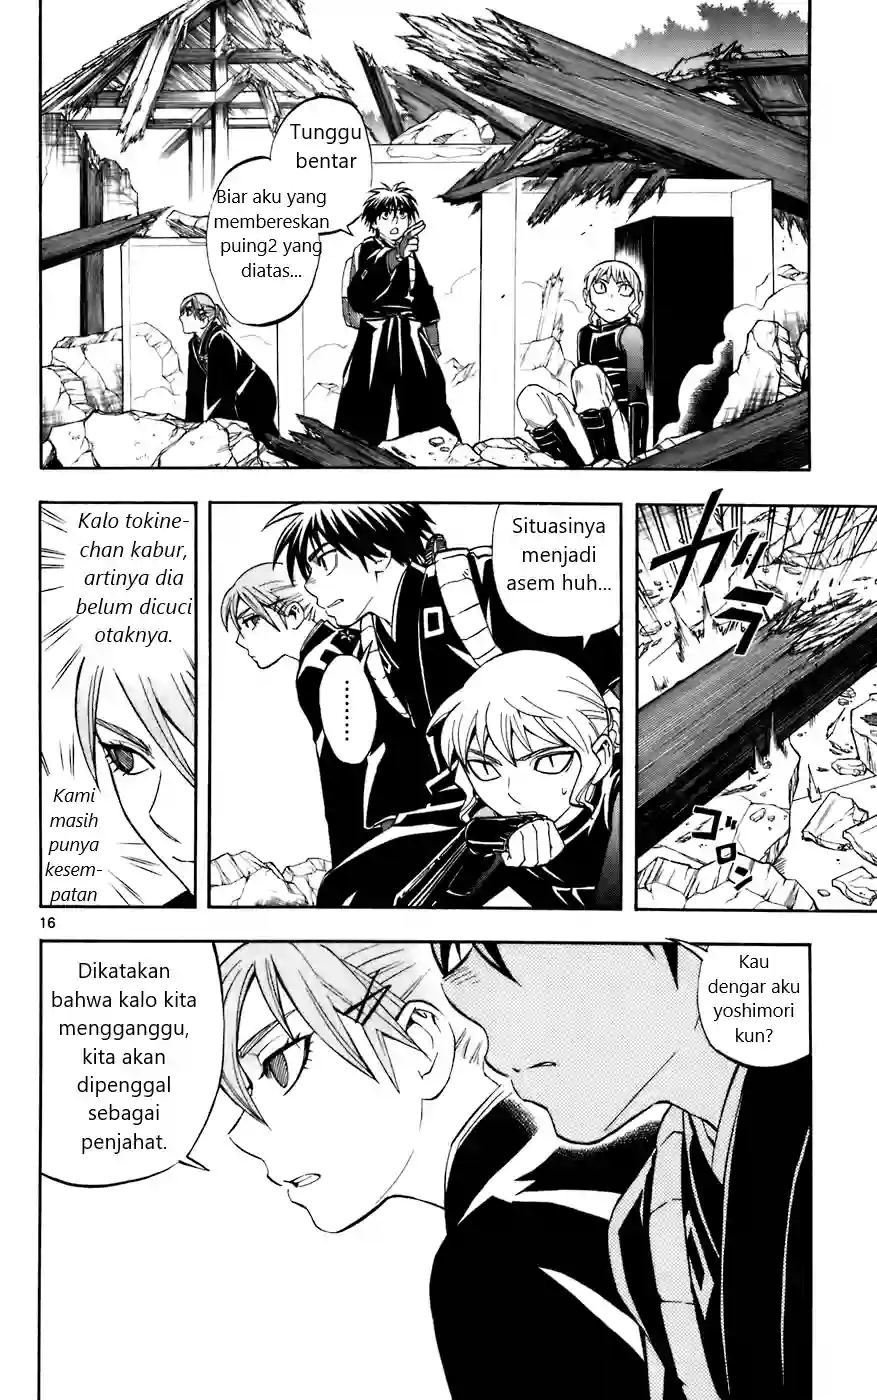 Tunggu
bentar
Biar aku yang
membereskan
puing2 yang
diatas...
ガッ
ラ
ゴロ
Situasinya
menjadi
asem huh...
Kalo tokine-
chan kabur,
artinya dia
belum dicuci
otaknya.
Kami
masih
punya
kesem-
patan
16
Kau
dengar aku
yoshimori
kun?
Dikatakan
bahwa kalo kita
mengganggu,
kita akan
dipenggal
sebagai
penjahat.